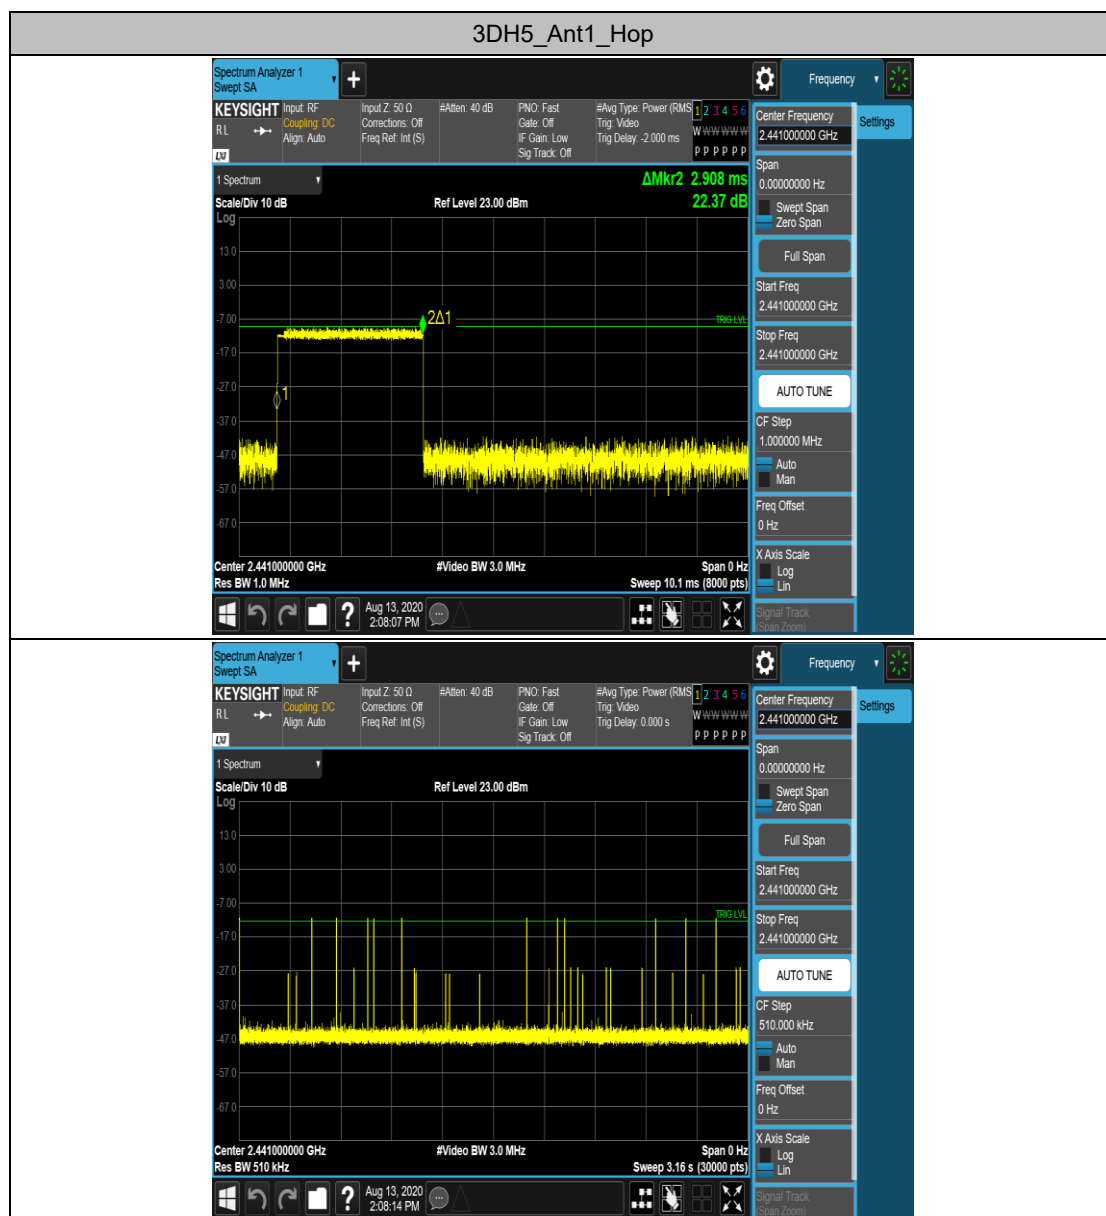 3DH5_Ant1_Hop
Spectrum Analyzer 1
Swept SA
Frequency
KEYSIGHT
RL
LXI
Input: RF
Coupling: DC
Align: Auto
Input Z: 50 Ω
Corrections: Off
Freq Ref: Int (S)
#Atten: 40 dB
PNO: Fast
Gate: Off
IF Gain: Low
Sig Track: Off
#Avg Type: Power (RMS
Trig: Video
Trig Delay: -2.000 ms
1 2 3 4 5 6
W W W W W W
P P P P P P
Center Frequency
2.441000000 GHz
Settings
Span
0.00000000 Hz
Swept Span
Zero Span
Full Span
Start Freq
2.441000000 GHz
Stop Freq
2.441000000 GHz
AUTO TUNE
CF Step
1.000000 MHz
Auto
Man
Freq Offset
0 Hz
X Axis Scale
Log
Lin
Signal Track
(Span Zoom)
1 Spectrum
ΔMkr2 2.908 ms
22.37 dB
Scale/Div 10 dB
Ref Level 23.00 dBm
Log
13.0
3.00
-7.00
-17.0
-27.0
-37.0
-47.0
-57.0
-67.0
2Δ1
TRIG LVL
1
Center 2.441000000 GHz
#Video BW 3.0 MHz
Span 0 Hz
Res BW 1.0 MHz
Sweep 10.1 ms (8000 pts)
?
Aug 13, 2020
2:08:07 PM
Spectrum Analyzer 1
Swept SA
Frequency
KEYSIGHT
RL
LXI
Input: RF
Coupling: DC
Align: Auto
Input Z: 50 Ω
Corrections: Off
Freq Ref: Int (S)
#Atten: 40 dB
PNO: Fast
Gate: Off
IF Gain: Low
Sig Track: Off
#Avg Type: Power (RMS
Trig: Video
Trig Delay: 0.000 s
1 2 3 4 5 6
W W W W W W
P P P P P P
Center Frequency
2.441000000 GHz
Settings
Span
0.00000000 Hz
Swept Span
Zero Span
Full Span
Start Freq
2.441000000 GHz
Stop Freq
2.441000000 GHz
AUTO TUNE
CF Step
510.000 kHz
Auto
Man
Freq Offset
0 Hz
X Axis Scale
Log
Lin
Signal Track
(Span Zoom)
1 Spectrum
Scale/Div 10 dB
Ref Level 23.00 dBm
Log
13.0
3.00
-7.00
-17.0
-27.0
-37.0
-47.0
-57.0
-67.0
TRIG LVL
Center 2.441000000 GHz
#Video BW 3.0 MHz
Span 0 Hz
Res BW 510 kHz
Sweep 3.16 s (30000 pts)
?
Aug 13, 2020
2:08:14 PM